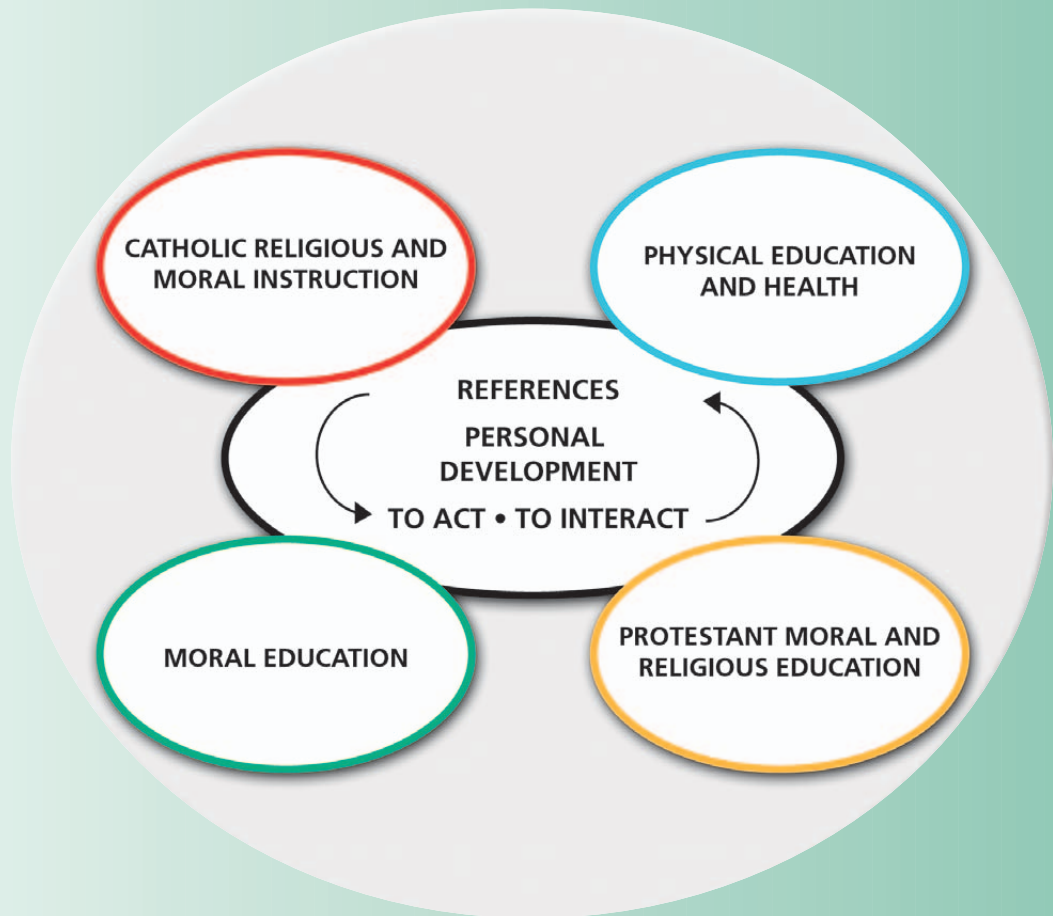 CATHOLIC RELIGIOUS AND
MORAL INSTRUCTION
PHYSICAL EDUCATION
AND HEALTH
REFERENCES
PERSONAL
DEVELOPMENT
TO ACT • TO INTERACT
MORAL EDUCATION
PROTESTANT MORAL AND
RELIGIOUS EDUCATION